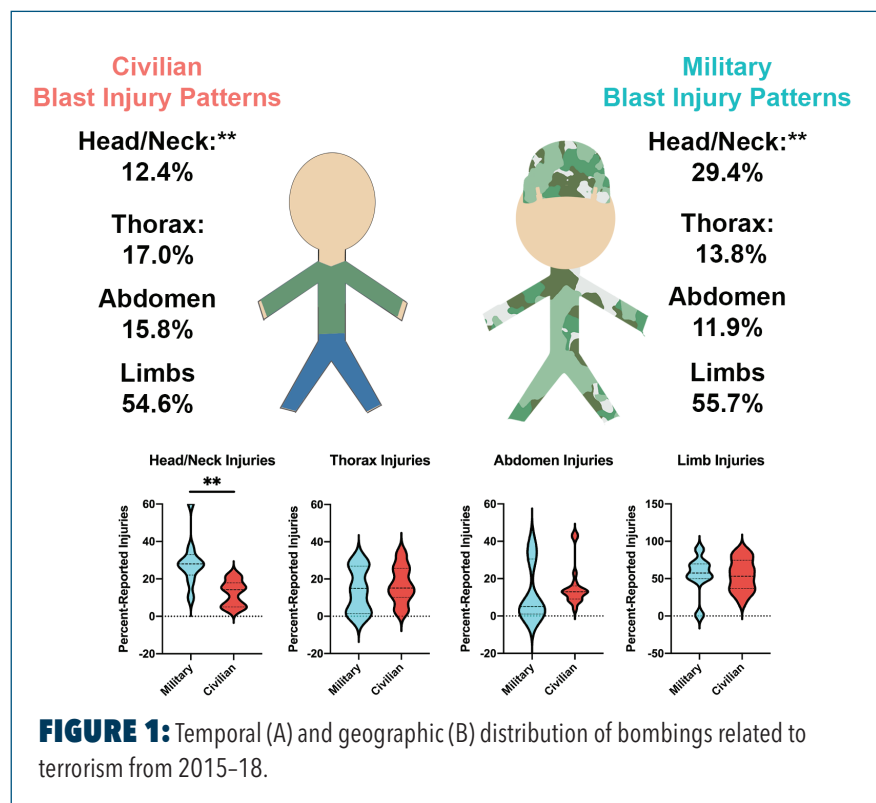 Civilian
Blast Injury Patterns
Head/Neck:**
12.4%
Thorax:
17.0%
Abdomen
15.8%
Limbs
54.6%
Military
Blast Injury Patterns
Head/Neck:**
29.4%
Thorax:
13.8%
Abdomen
11.9%
Limbs
55.7%
Head/Neck Injuries
**
Percent-Reported Injuries
60
40
20
0
-20
Military
Civilian
Thorax Injuries
Percent-Reported Injuries
60
40
20
0
-20
Military
Civilian
Abdomen Injuries
Percent-Reported Injuries
60
40
20
0
-20
Military
Civilian
Limb Injuries
Percent-Reported Injuries
150
100
50
0
-50
Military
Civilian
FIGURE 1: Temporal (A) and geographic (B) distribution of bombings related to
terrorism from 2015–18.